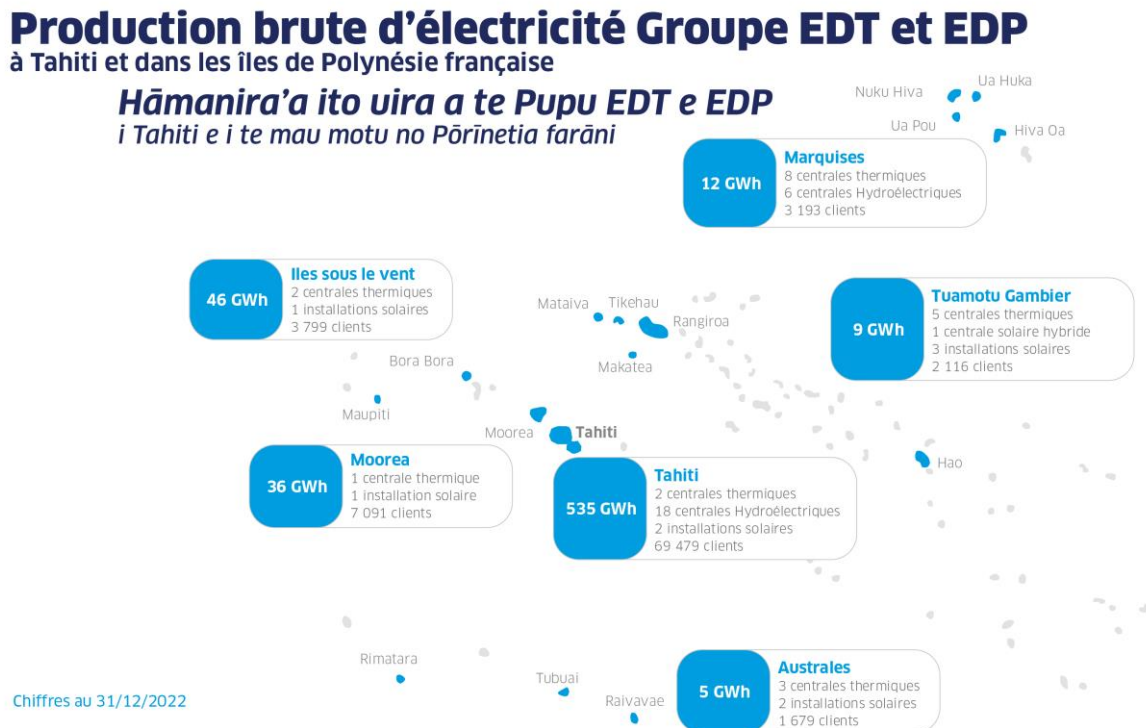 Production brute d'électricité Groupe EDT et EDP
à Tahiti et dans les îles de Polynésie française
Hāmanira'a ito uira a te Pupu EDT e EDP
i Tahiti e i te mau motu no Pōrīnetia farāni
Nuku Hiva
Ua Huka
Ua Pou
Hiva Oa
12 GWh
Marquises
8 centrales thermiques
6 centrales Hydroélectriques
3 193 clients
46 GWh
Iles sous le vent
2 centrales thermiques
1 installations solaires
3 799 clients
Mataiva
Tikehau
Rangiroa
Makatea
9 GWh
Tuamotu Gambier
5 centrales thermiques
1 centrale solaire hybride
3 installations solaires
2 116 clients
Bora Bora
Maupiti
Moorea
Tahiti
Hao
36 GWh
Moorea
1 centrale thermique
1 installation solaire
7 091 clients
535 GWh
Tahiti
2 centrales thermiques
18 centrales Hydroélectriques
2 installations solaires
69 479 clients
Rimatara
Tubuai
Raivavae
5 GWh
Australes
3 centrales thermiques
2 installations solaires
1 679 clients
Chiffres au 31/12/2022